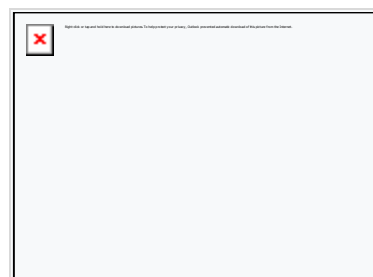 Right-click or tap and hold here to download pictures. To help protect your privacy, Outlook prevented automatic download of this picture from the Internet.